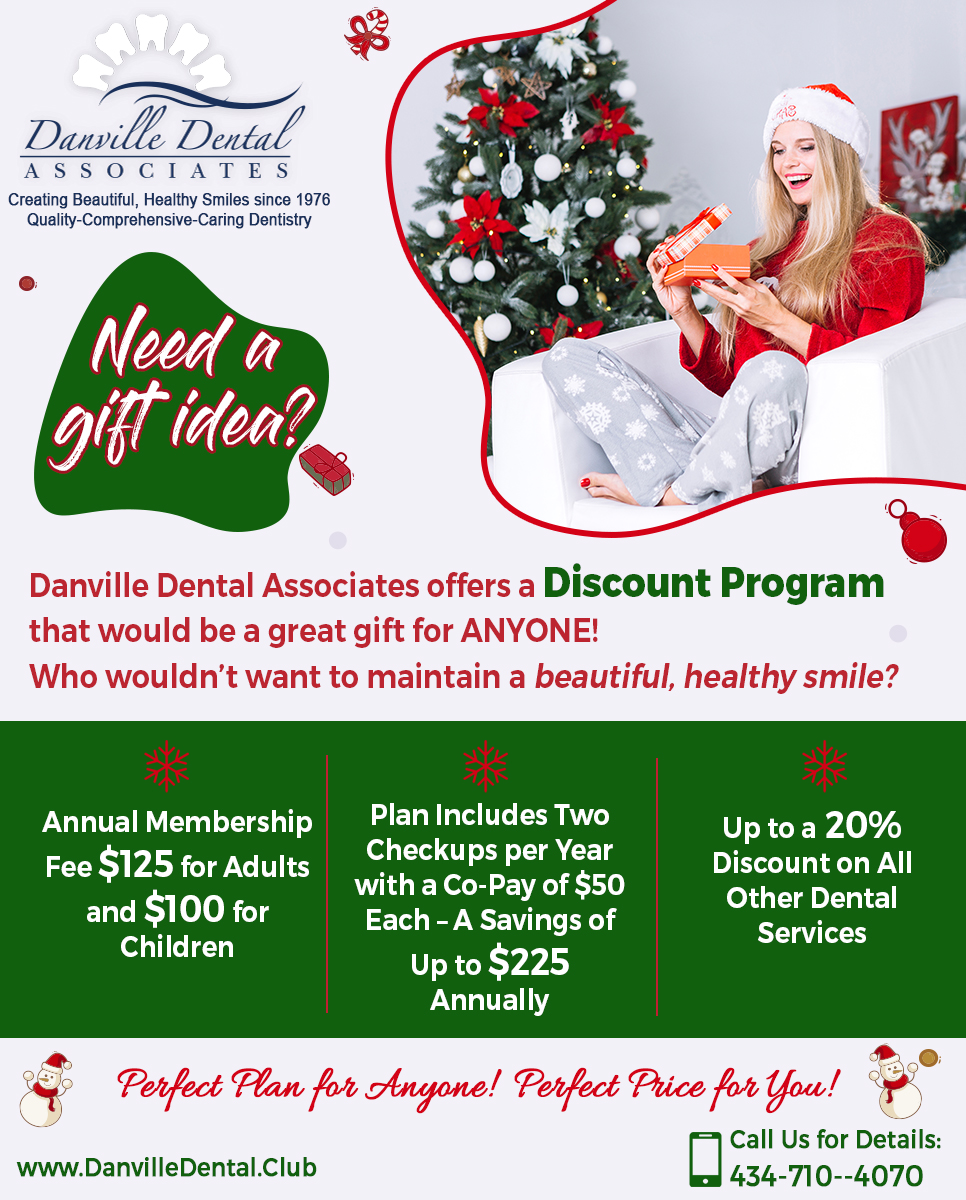 Danville Dental
ASSOCIATES
Creating Beautiful, Healthy Smiles since 1976
Quality-Comprehensive-Caring Dentistry
Need a
gift idea?
Danville Dental Associates offers a Discount Program
that would be a great gift for ANYONE!
Who wouldn't want to maintain a beautiful, healthy smile?
Annual Membership
Fee $125 for Adults
and $100 for
Children
Plan Includes Two
Checkups per Year
with a Co-Pay of $50
Each – A Savings of
Up to $225
Annually
Up to a 20%
Discount on All
Other Dental
Services
Perfect Plan for Anyone! Perfect Price for You!
www.DanvilleDental.Club
Call Us for Details:
434-710--4070